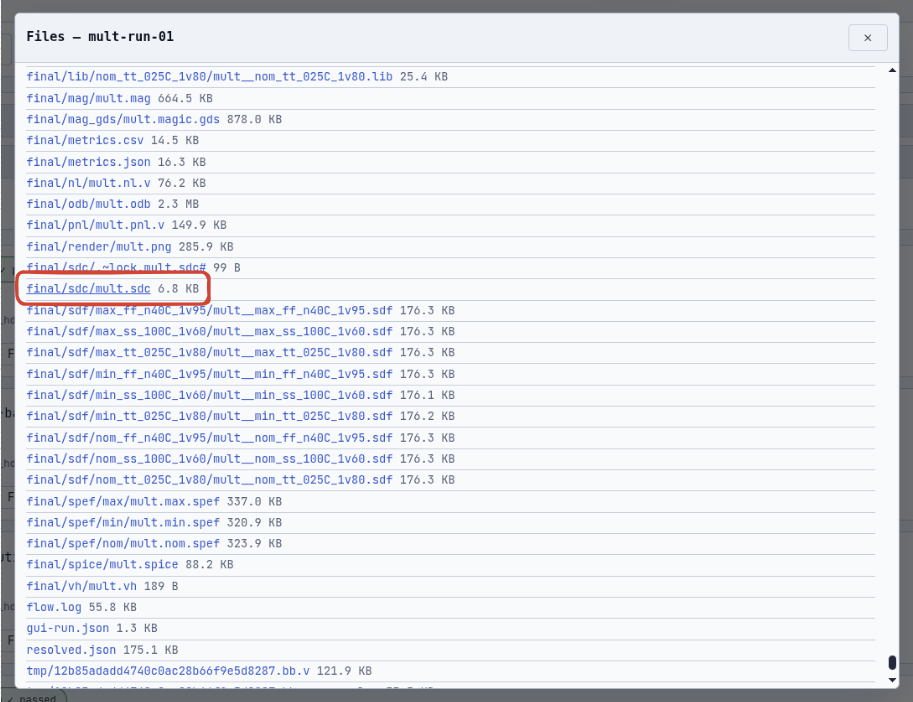 Files — mult-run-01
×
final/lib/nom_tt_025C_1v80/mult__nom_tt_025C_1v80.lib 25.4 KB
final/mag/mult.mag 664.5 KB
final/mag_gds/mult.magic.gds 878.0 KB
final/metrics.csv 14.5 KB
final/metrics.json 16.3 KB
final/nl/mult.nl.v 76.2 KB
final/odb/mult.odb 2.3 MB
final/pnl/mult.pnl.v 149.9 KB
final/render/mult.png 285.9 KB
final/sdc/.~lock.mult.sdc# 99 B
final/sdc/mult.sdc 6.8 KB
final/sdf/max_ff_n40C_1v95/mult__max_ff_n40C_1v95.sdf 176.3 KB
final/sdf/max_ss_100C_1v60/mult__max_ss_100C_1v60.sdf 176.3 KB
final/sdf/max_tt_025C_1v80/mult__max_tt_025C_1v80.sdf 176.3 KB
final/sdf/min_ff_n40C_1v95/mult__min_ff_n40C_1v95.sdf 176.3 KB
final/sdf/min_ss_100C_1v60/mult__min_ss_100C_1v60.sdf 176.1 KB
final/sdf/min_tt_025C_1v80/mult__min_tt_025C_1v80.sdf 176.2 KB
final/sdf/nom_ff_n40C_1v95/mult__nom_ff_n40C_1v95.sdf 176.3 KB
final/sdf/nom_ss_100C_1v60/mult__nom_ss_100C_1v60.sdf 176.3 KB
final/sdf/nom_tt_025C_1v80/mult__nom_tt_025C_1v80.sdf 176.3 KB
final/spef/max/mult.max.spef 337.0 KB
final/spef/min/mult.min.spef 320.9 KB
final/spef/nom/mult.nom.spef 323.9 KB
final/spice/mult.spice 88.2 KB
final/vh/mult.vh 189 B
flow.log 55.8 KB
gui-run.json 1.3 KB
resolved.json 175.1 KB
tmp/12b85adadd4740c0ac28b66f9e5d8287.bb.v 121.9 KB
✓ passed